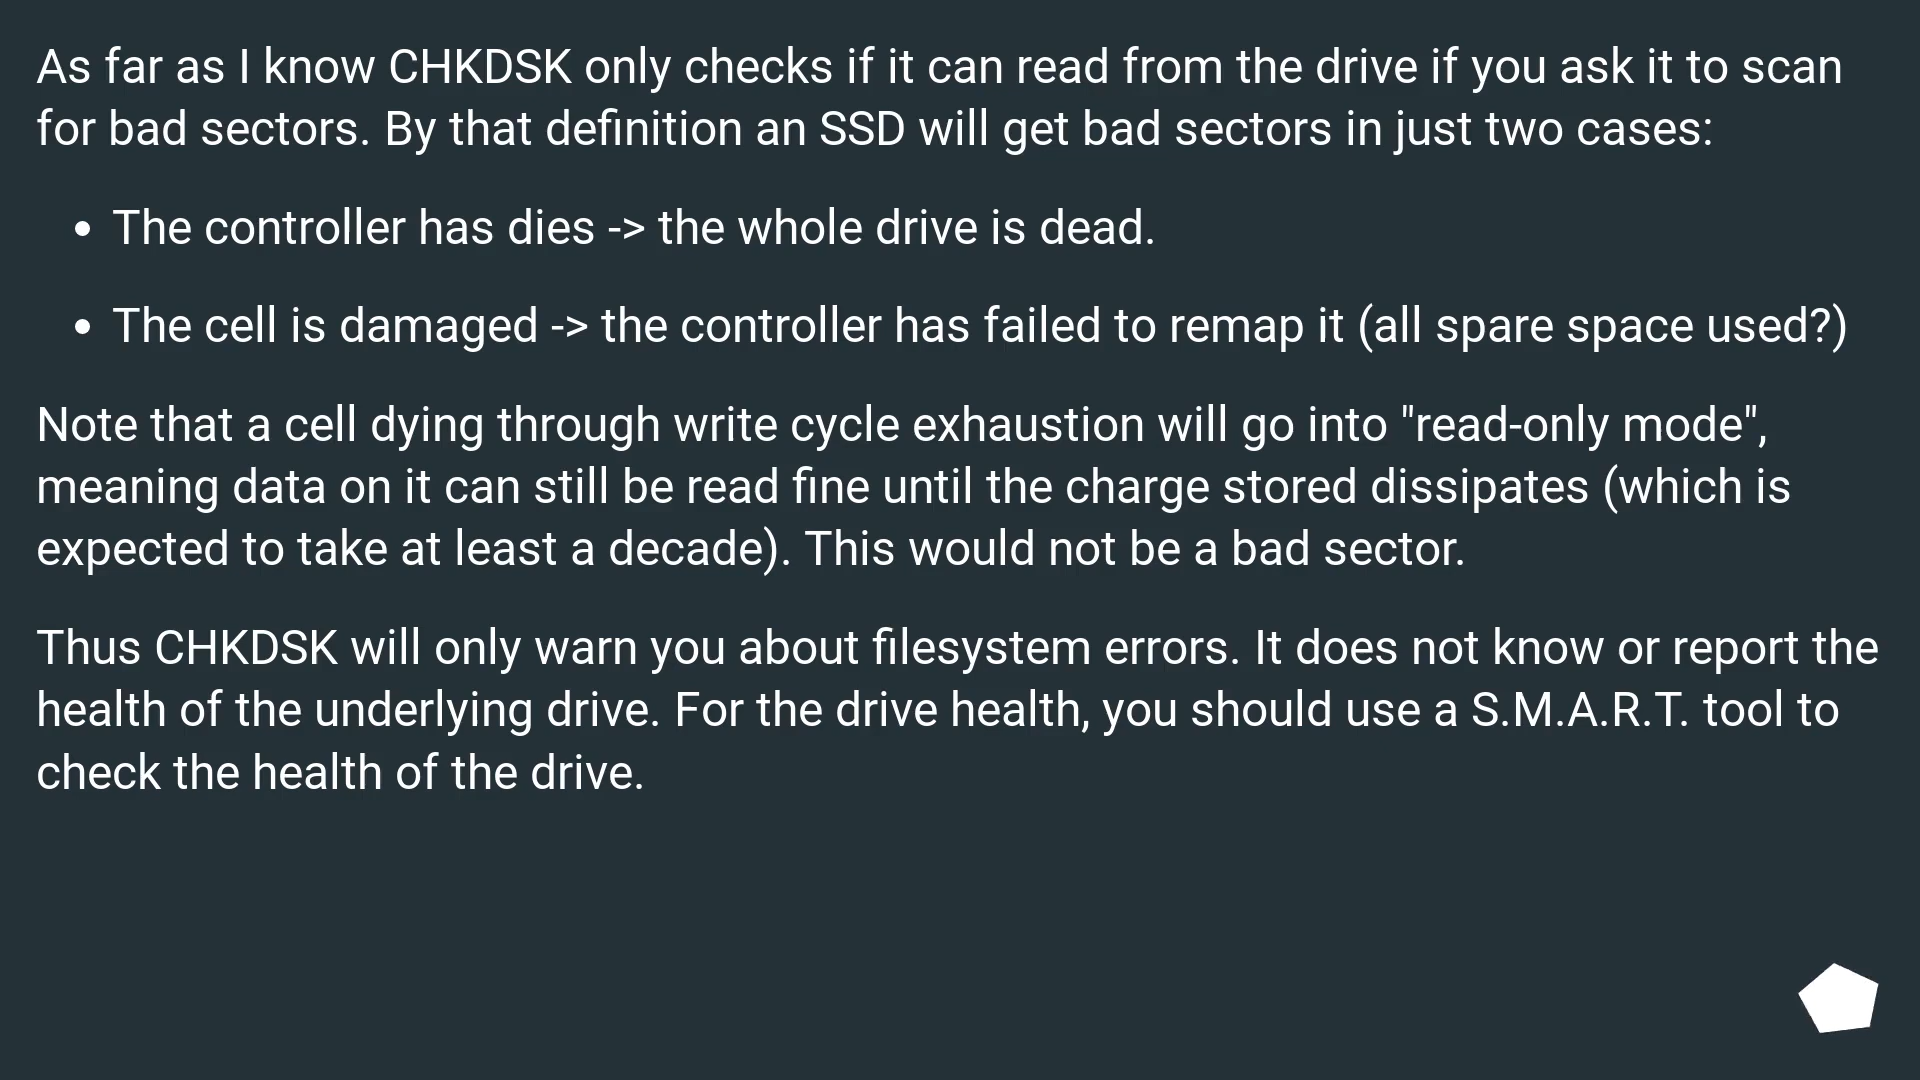 As far as I know CHKDSK only checks if it can read from the drive if you ask it to scan
for bad sectors. By that definition an SSD will get bad sectors in just two cases:
• The controller has dies -> the whole drive is dead.
• The cell is damaged -> the controller has failed to remap it (all spare space used?)
Note that a cell dying through write cycle exhaustion will go into "read-only mode",
meaning data on it can still be read fine until the charge stored dissipates (which is
expected to take at least a decade). This would not be a bad sector.
Thus CHKDSK will only warn you about filesystem errors. It does not know or report the
health of the underlying drive. For the drive health, you should use a S.M.A.R.T. tool to
check the health of the drive.